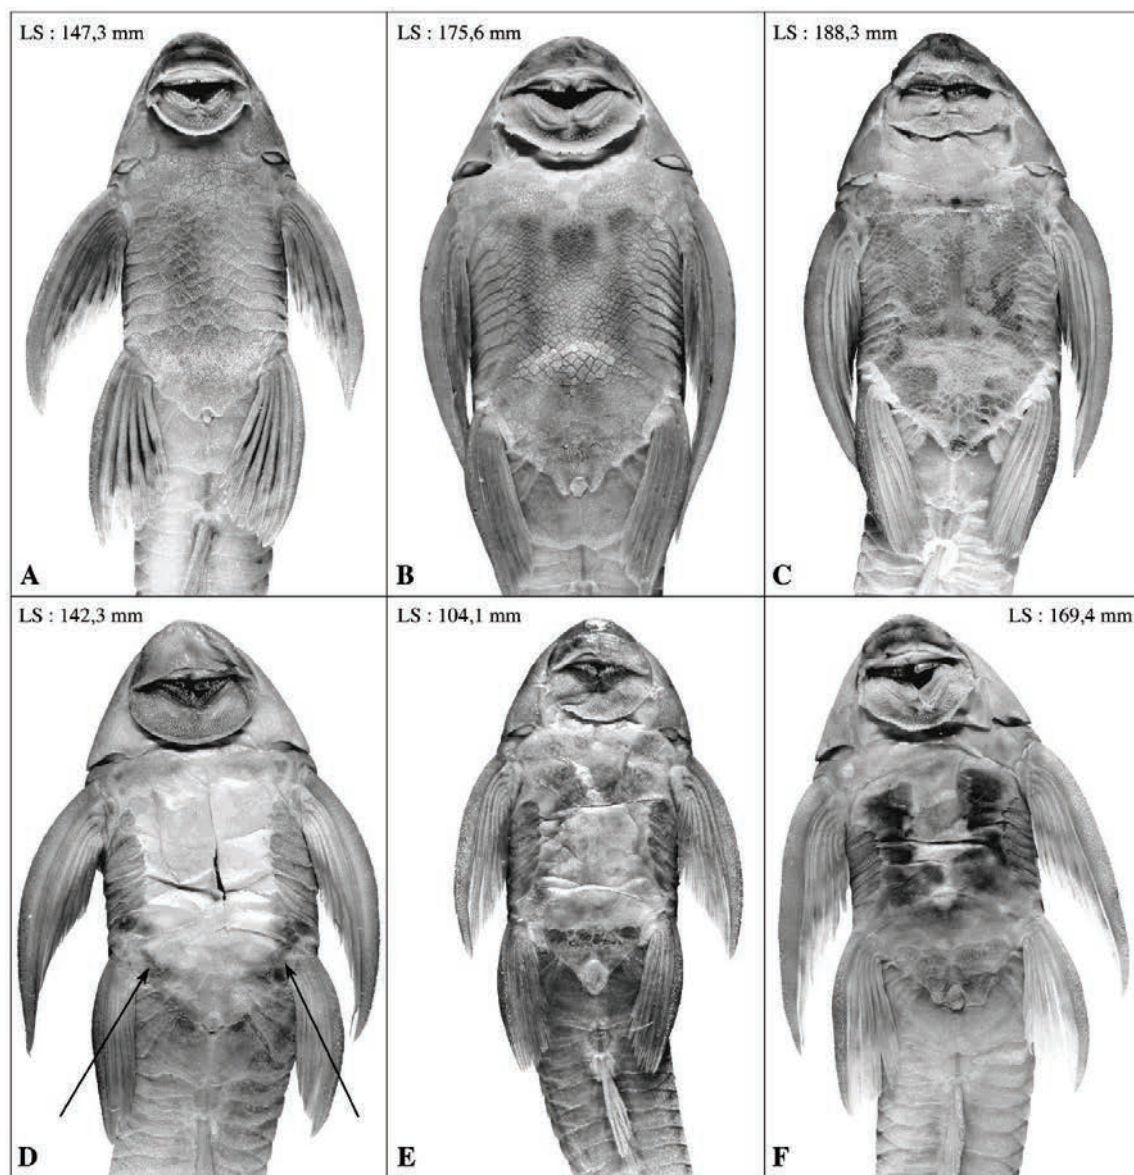 LS : 147,3 mm
LS : 175,6 mm
LS : 188,3 mm
A
B
C
LS : 142,3 mm
LS : 104,1 mm
LS : 169,4 mm
D
E
F